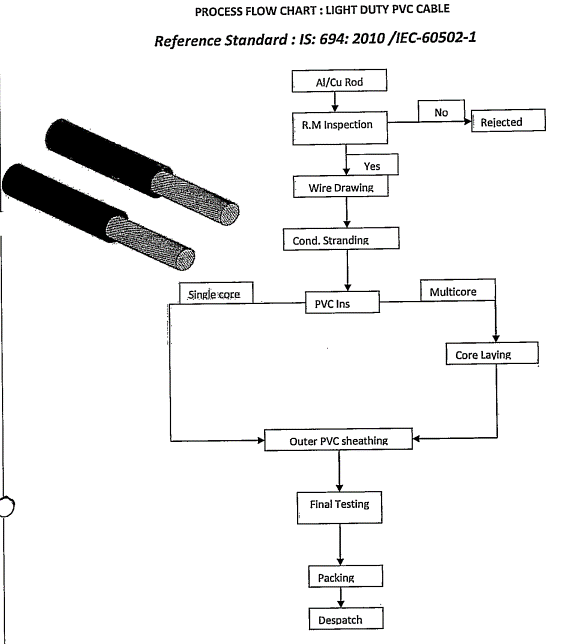 PROCESS FLOW CHART : LIGHT DUTY PVC CABLE
Reference Standard : IS: 694: 2010 /IEC-60502-1
Al/Cu Rod
R.M Inspection
No
Rejected
Yes
Wire Drawing
Cond. Stranding
Single core
PVC Ins
Multicore
Core Laying
Outer PVC sheathing
Final Testing
Packing
Despatch